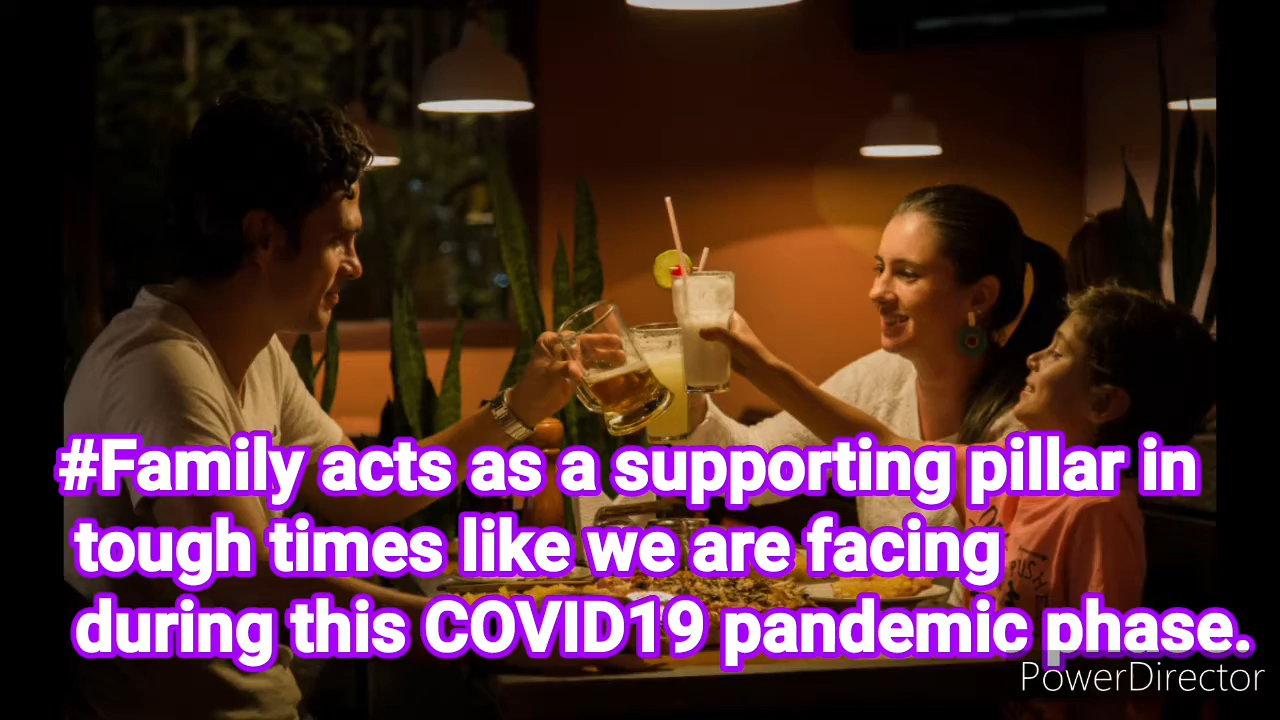 #Family acts as a supporting pillar in
tough times like we are facing
during this COVID19 pandemic phase.
PowerDirector